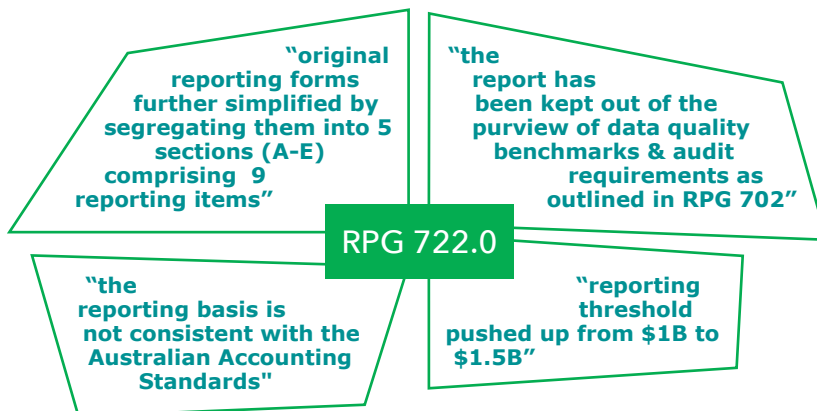 “original
reporting forms
further simplified by
segregating them into 5
sections (A-E)
comprising 9
reporting items”
“the
report has
been kept out of the
purview of data quality
benchmarks & audit
requirements as
outlined in RPG 702”
RPG 722.0
“the
reporting basis is
not consistent with the
Australian Accounting
Standards"
“reporting
threshold
pushed up from $1B to
$1.5B”